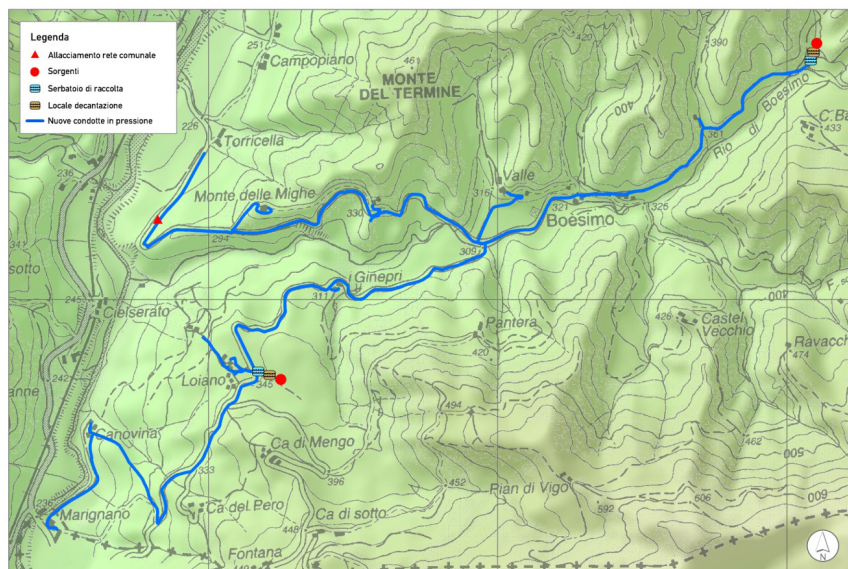 Legenda
Allacciamento rete comunale
Sorgenti
Serbatoio di raccolta
Locale decantazione
Nuove condotte in pressione
251
Campopiano
461
MONTE
DEL TERMINE
390
400
Rio di Boesimo
433
226
Torricella
361
236
Valle
316
Monte delle Mighe
330
321
Boesimo
325
341
294
309
sotto
i Ginepri
311
245
Cielserato
400
426
Castel
Vecchio
Pantera
420
Ravacch
474
242
Loiano
345
anne
494
Canovina
Ca di Mengo
462
500
333
396
452
Pian di Vigo
592
606
600
236
Marignano
Ca del Pero
Ca di sotto
448
Fontana
N